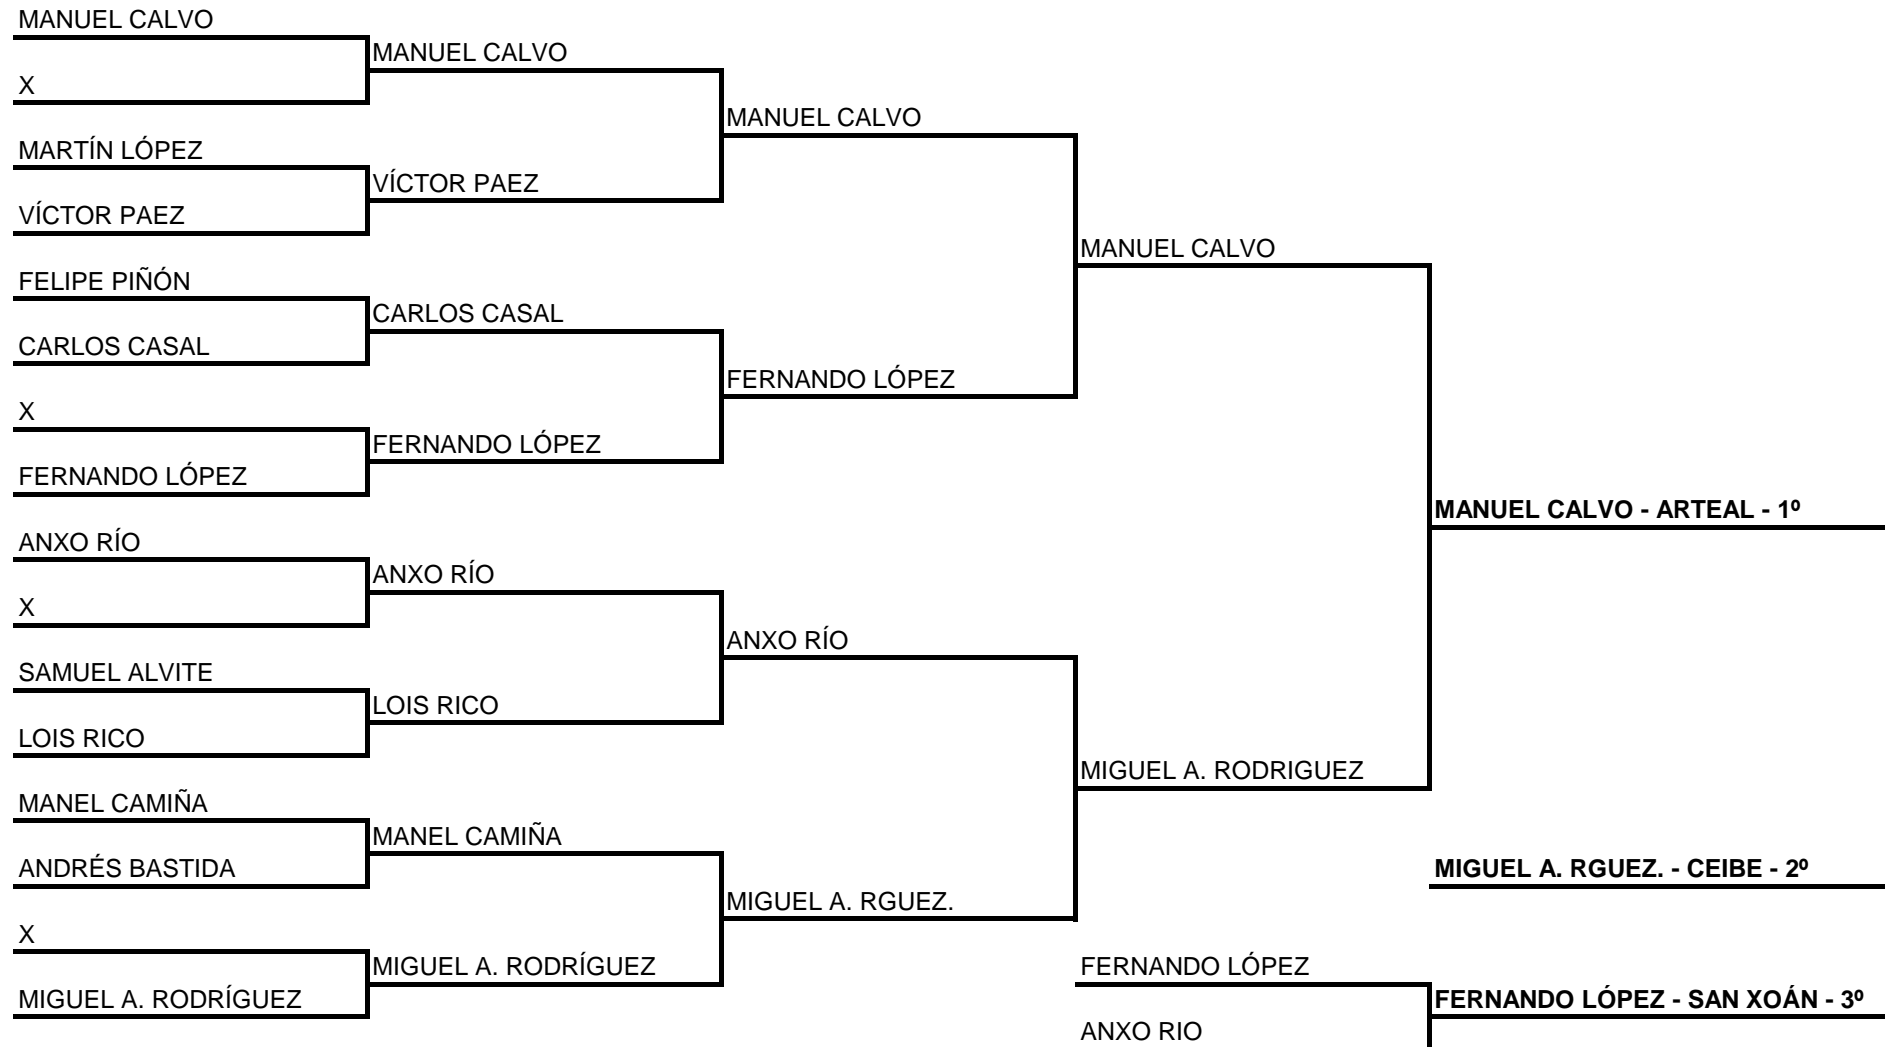 MANUEL CALVO
MANUEL CALVO
X
MANUEL CALVO
MARTÍN LÓPEZ
VÍCTOR PAEZ
VÍCTOR PAEZ
MANUEL CALVO
FELIPE PIÑÓN
CARLOS CASAL
CARLOS CASAL
FERNANDO LÓPEZ
X
FERNANDO LÓPEZ
FERNANDO LÓPEZ
MANUEL CALVO - ARTEAL - 1º
ANXO RÍO
ANXO RÍO
X
ANXO RÍO
SAMUEL ALVITE
LOIS RICO
LOIS RICO
MIGUEL A. RODRIGUEZ
MANEL CAMIÑA
MANEL CAMIÑA
ANDRÉS BASTIDA
MIGUEL A. RGUEZ. - CEIBE - 2º
MIGUEL A. RGUEZ.
X
MIGUEL A. RODRÍGUEZ
FERNANDO LÓPEZ
MIGUEL A. RODRÍGUEZ
FERNANDO LÓPEZ - SAN XOÁN - 3º
ANXO RIO